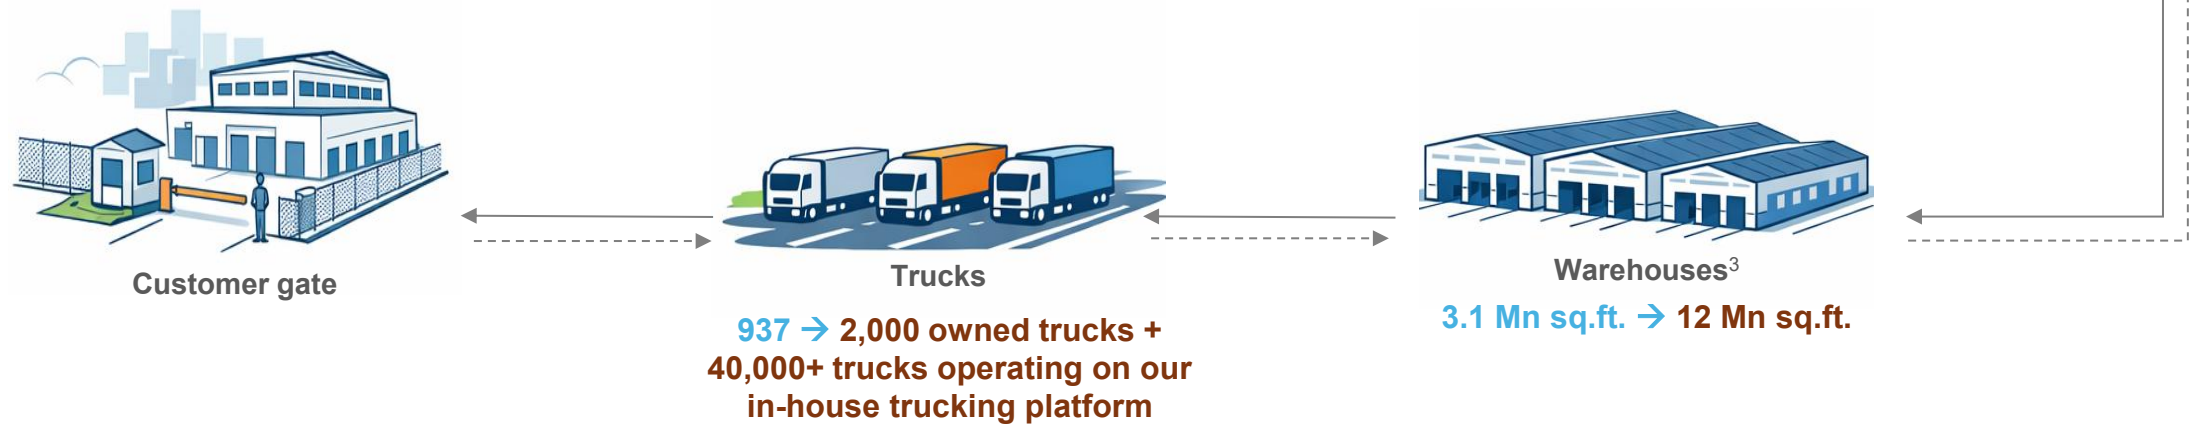 Customer gate
Trucks
937 → 2,000 owned trucks +
40,000+ trucks operating on our
in-house trucking platform
Warehouses³
3.1 Mn sq.ft. → 12 Mn sq.ft.